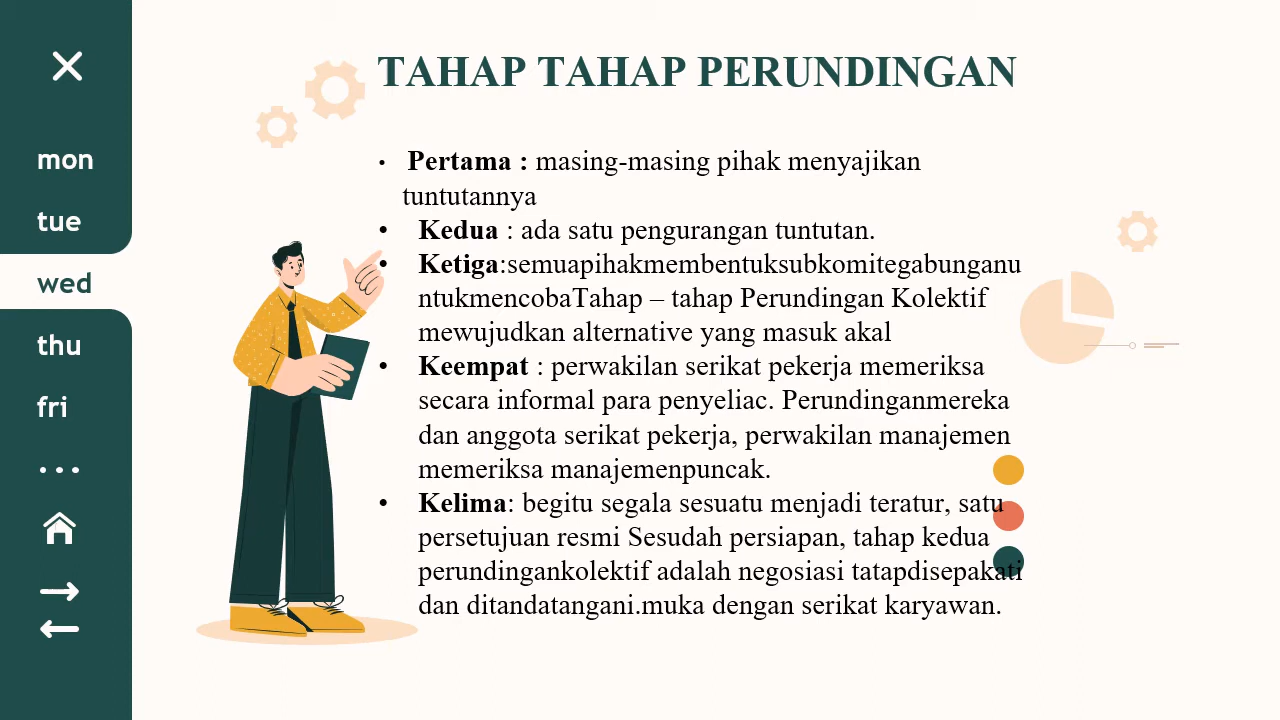 TAHAP TAHAP PERUNDINGAN
mon
tue
wed
thu
fri
• Pertama : masing-masing pihak menyajikan
tuntutannya
• Kedua : ada satu pengurangan tuntutan.
• Ketiga:semuapihakmembentuksubkomitegabunganu
ntukmencobaTahap – tahap Perundingan Kolektif
mewujudkan alternative yang masuk akal
• Keempat : perwakilan serikat pekerja memeriksa
secara informal para penyeliac. Perundinganmereka
dan anggota serikat pekerja, perwakilan manajemen
memeriksa manajemenpuncak.
• Kelima: begitu segala sesuatu menjadi teratur, satu
persetujuan resmi Sesudah persiapan, tahap kedua
perundingankolektif adalah negosiasi tatapdisepakati
dan ditandatangani.muka dengan serikat karyawan.